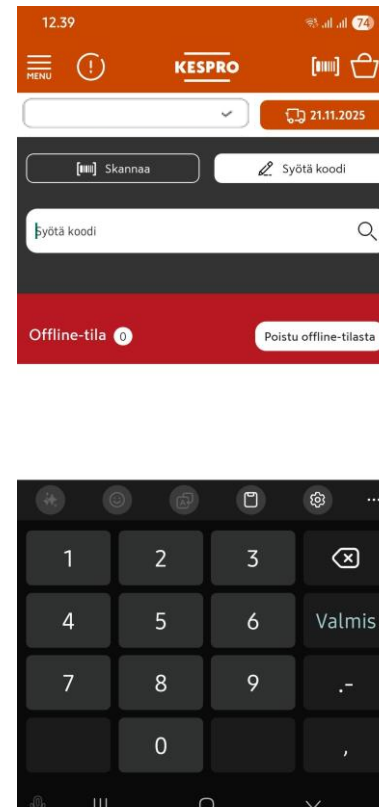 12.39 74
MENU KESPRO
21.11.2025
Skannaa Syötä koodi
Syötä koodi
Offline-tila 0 Poistu offline-tilasta
1 2 3
4 5 6 Valmis
7 8 9 .-
0 ,